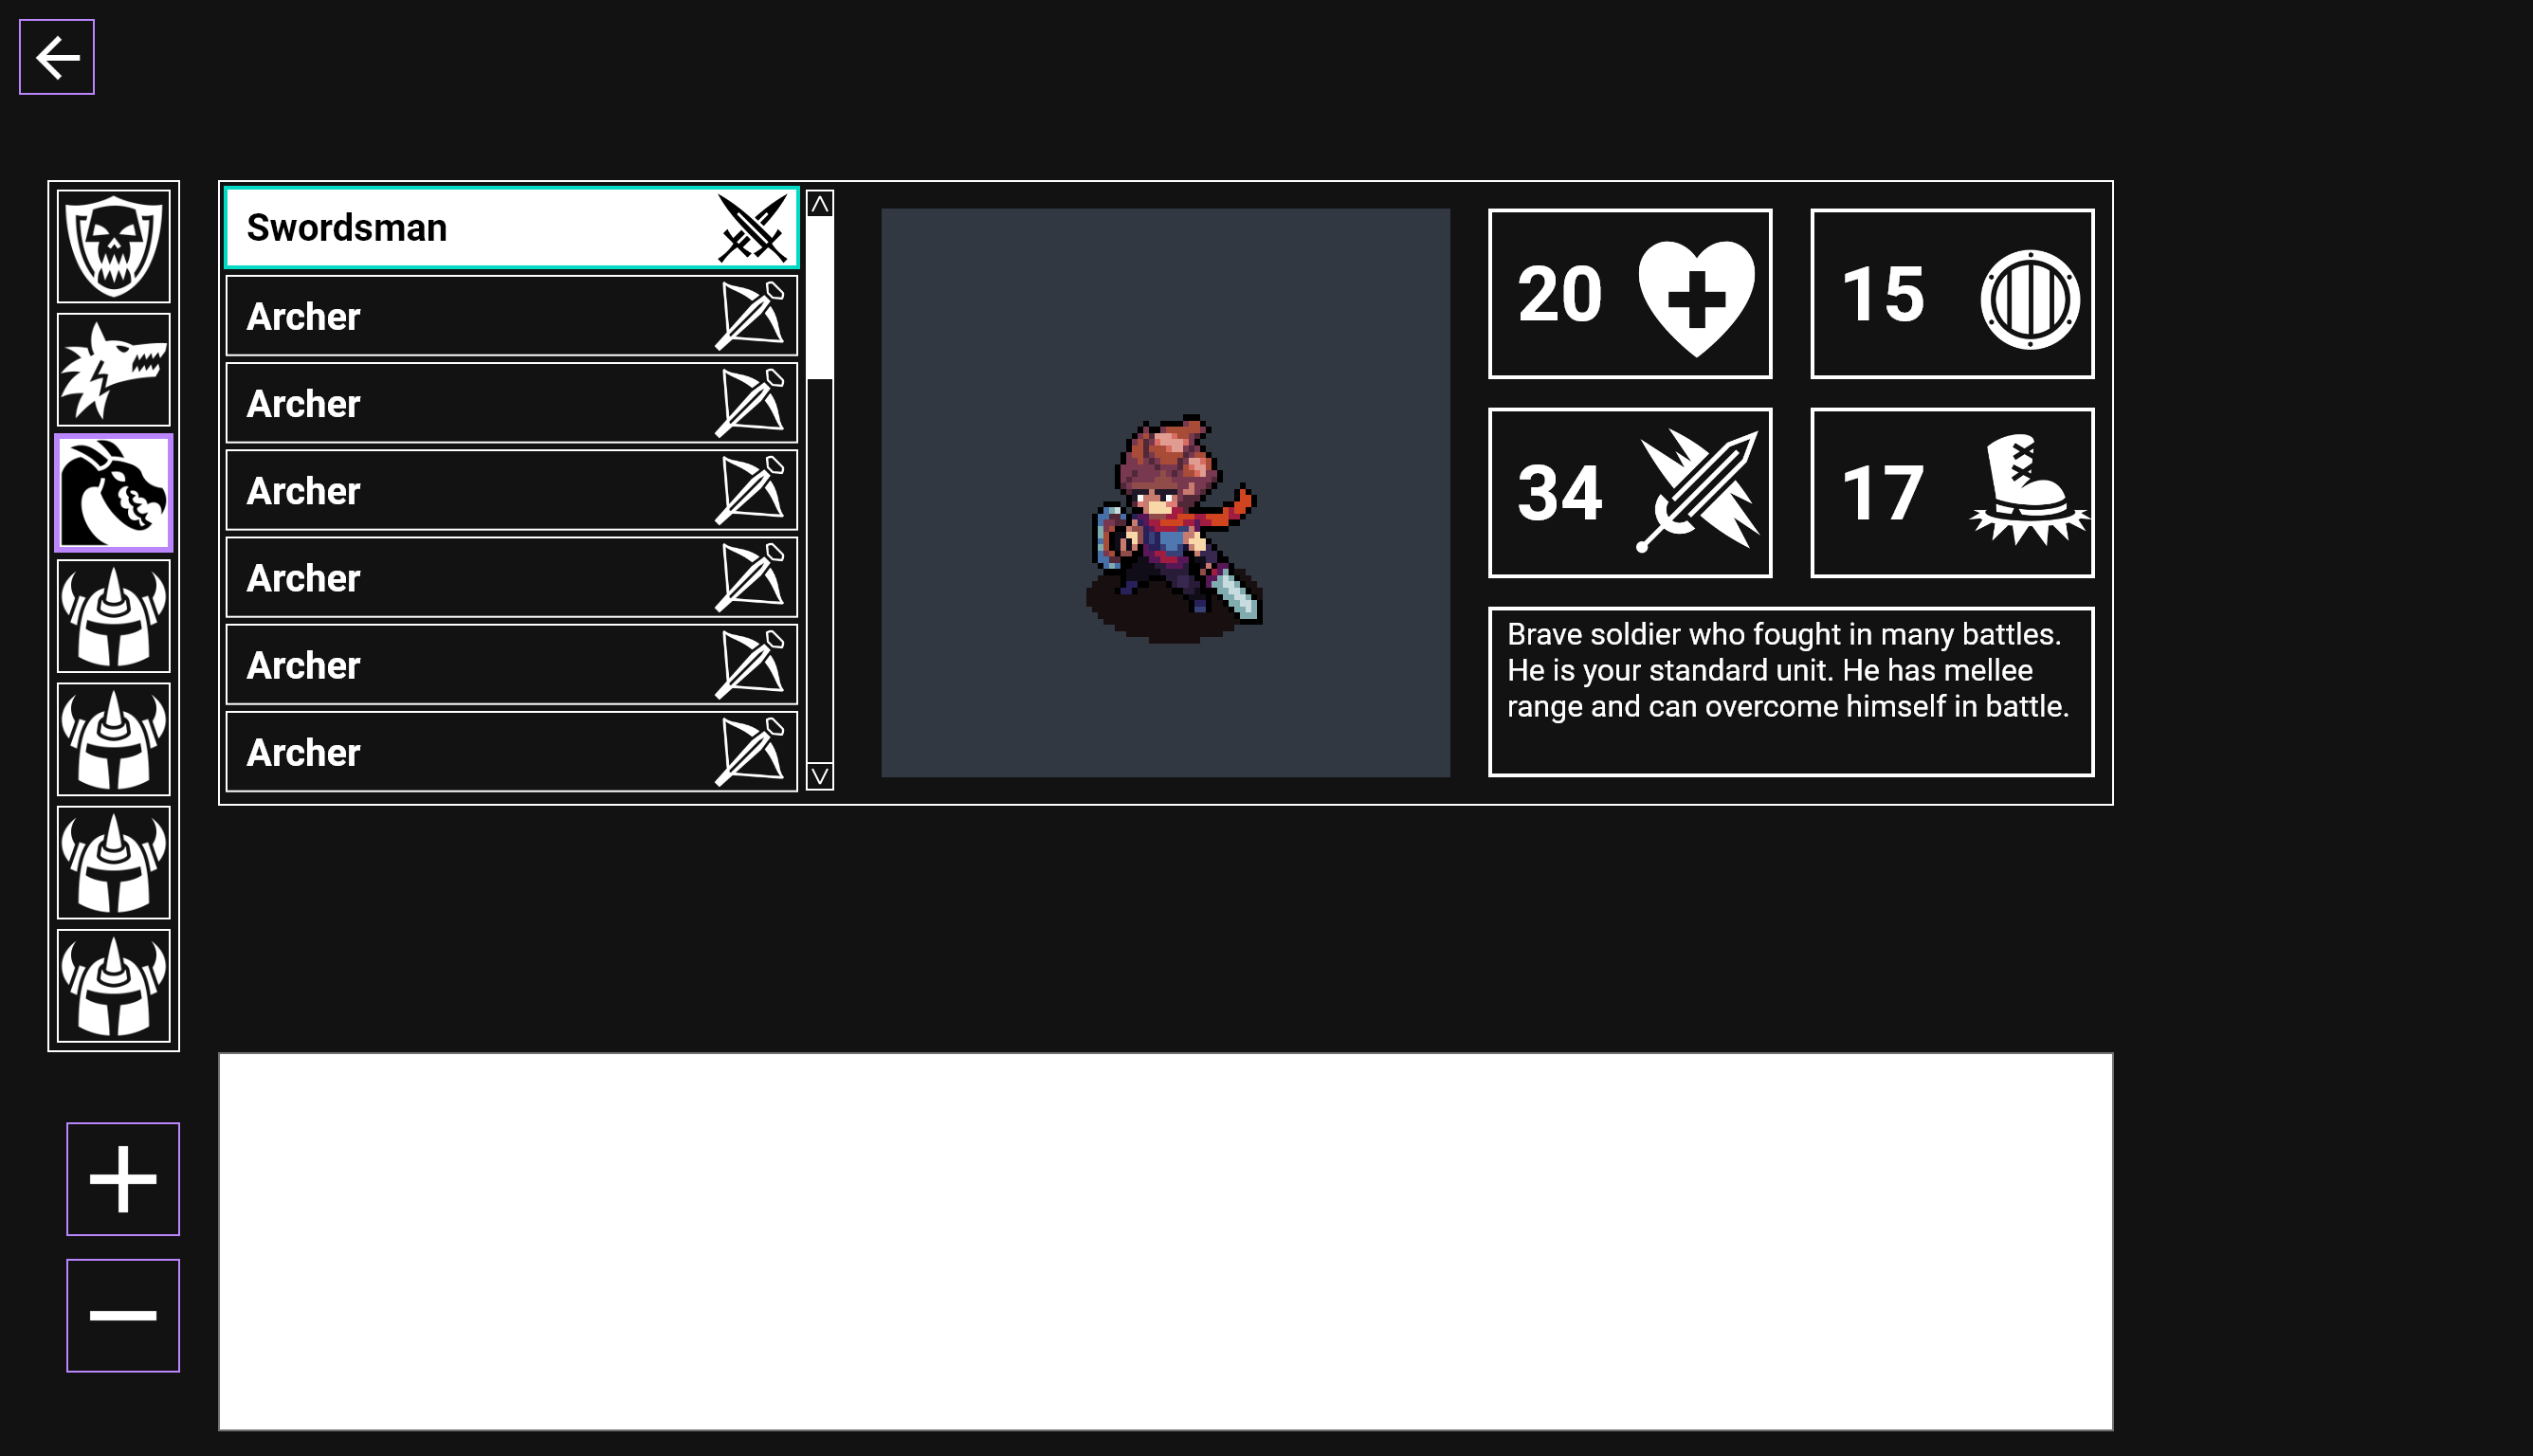 Swordsman
Archer
Archer
Archer
Archer
Archer
Archer
20
15
34
17
Brave soldier who fought in many battles.
He is your standard unit. He has mellee
range and can overcome himself in battle.